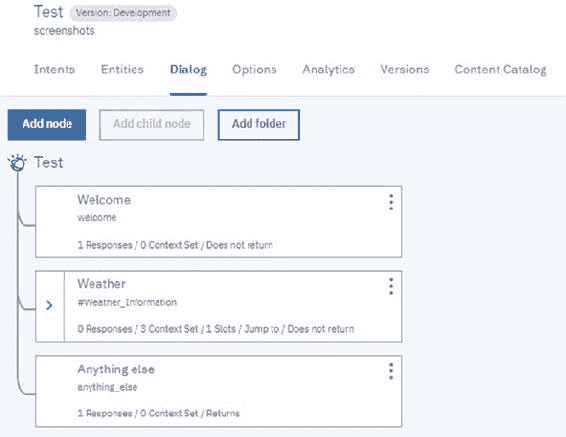 Test Version: Development
screenshots
Intents Entities Dialog Options Analytics Versions Content Catalog
Add node Add child node Add folder
Test
Welcome
welcome
1 Responses / 0 Context Set / Does not return
Weather
#Weather_Information
0 Responses / 3 Context Set / 1 Slots / Jump to / Does not return
Anything else
anything_else
1 Responses / 0 Context Set / Returns